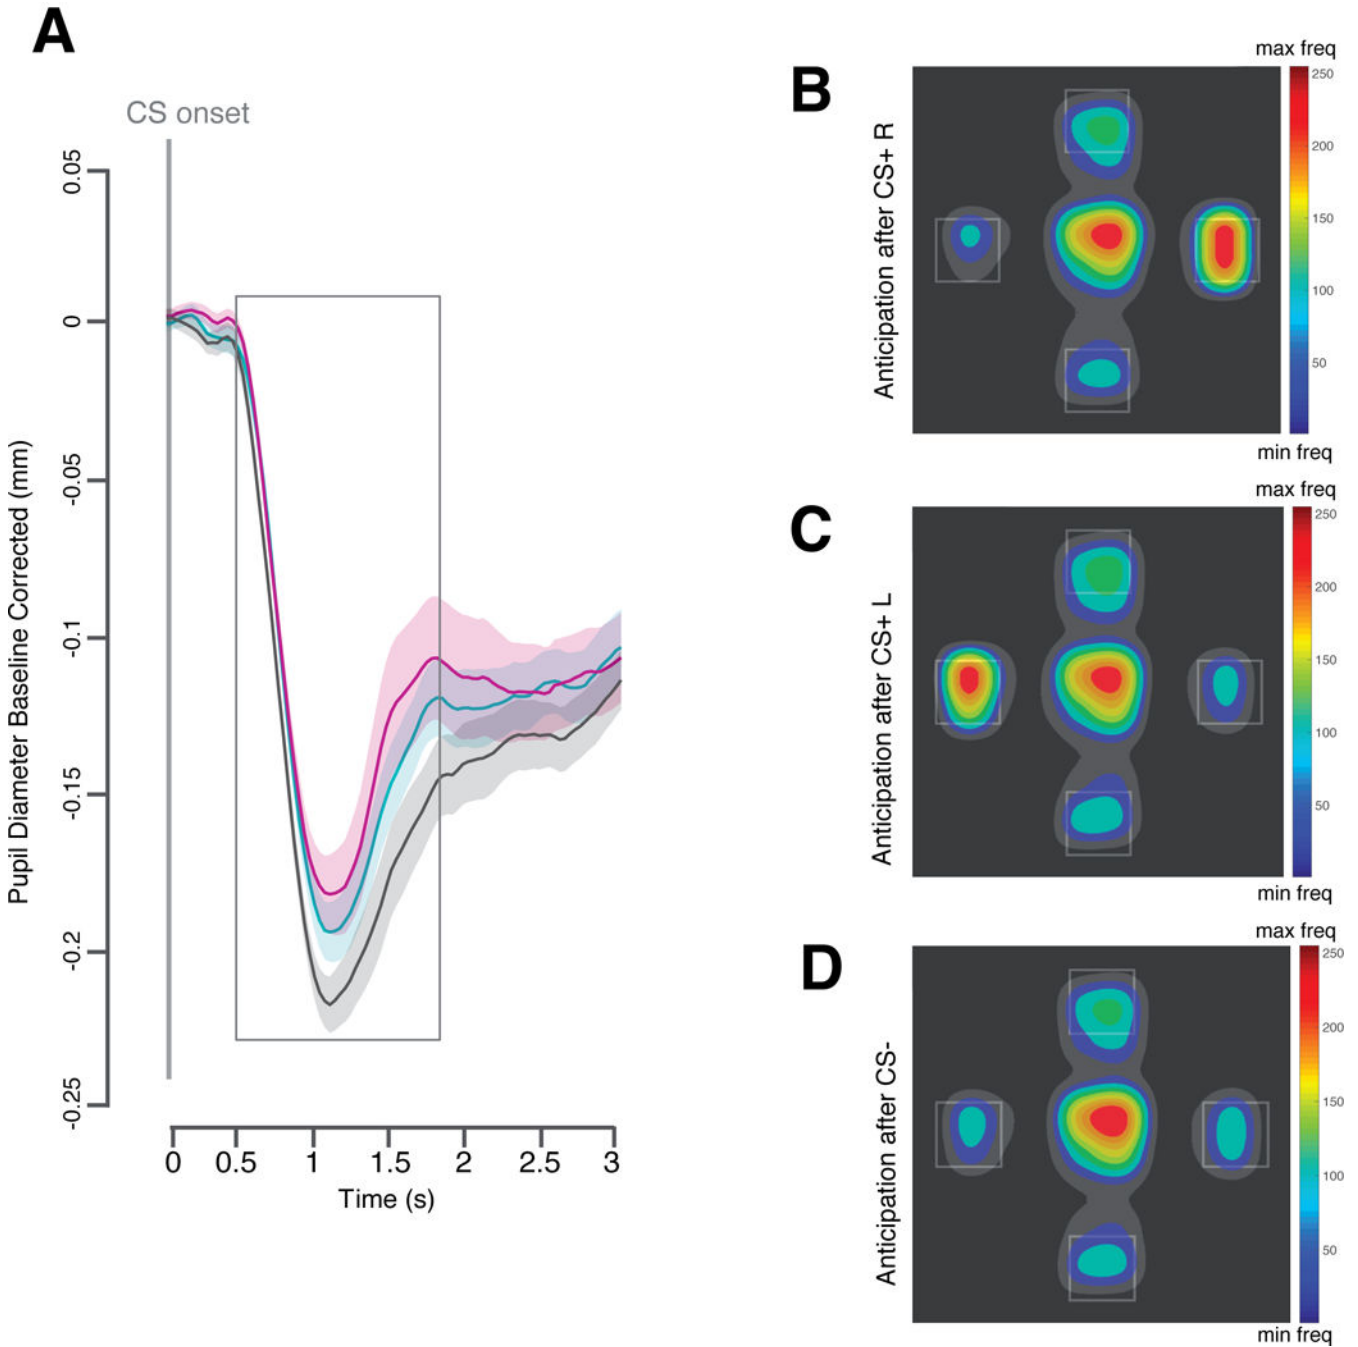 A
CS onset
0.05
0
-0.05
-0.1
-0.15
-0.2
-0.25
Pupil Diameter Baseline Corrected (mm)
0 0.5 1 1.5 2 2.5 3
Time (s)
B
Anticipation after CS+ R
max freq
250
200
150
100
50
min freq
C
Anticipation after CS+ L
max freq
250
200
150
100
50
min freq
D
Anticipation after CS-
max freq
250
200
150
100
50
min freq